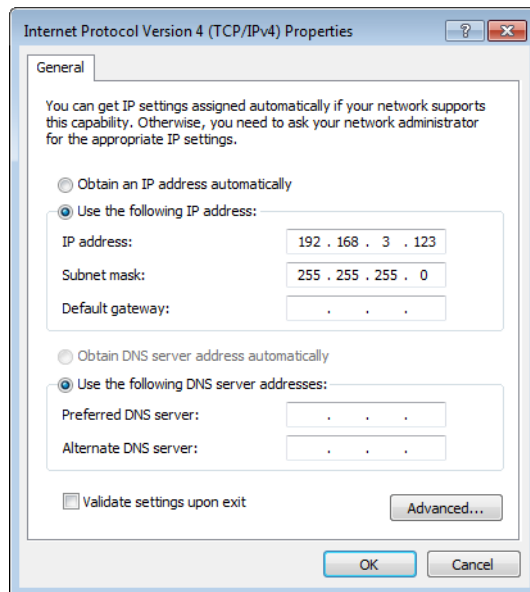 Internet Protocol Version 4 (TCP/IPv4) Properties
General
You can get IP settings assigned automatically if your network supports
this capability. Otherwise, you need to ask your network administrator
for the appropriate IP settings.
Obtain an IP address automatically
Use the following IP address:
IP address: 192 . 168 . 3 . 123
Subnet mask: 255 . 255 . 255 . 0
Default gateway: . . .
Obtain DNS server address automatically
Use the following DNS server addresses:
Preferred DNS server: . . .
Alternate DNS server: . . .
Validate settings upon exit
Advanced...
OK Cancel